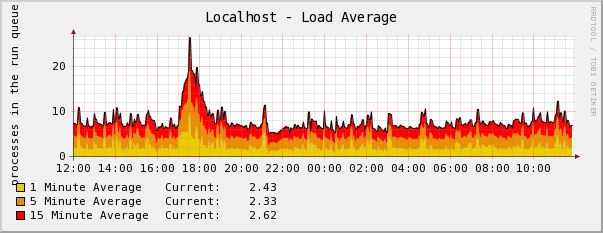 Localhost - Load Average
processes in the run queue
RRDTOOL / TOBI OETIKER
20
10
0
12:00 14:00 16:00 18:00 20:00 22:00 00:00 02:00 04:00 06:00 08:00 10:00
1 Minute Average Current: 2.43
5 Minute Average Current: 2.33
15 Minute Average Current: 2.62